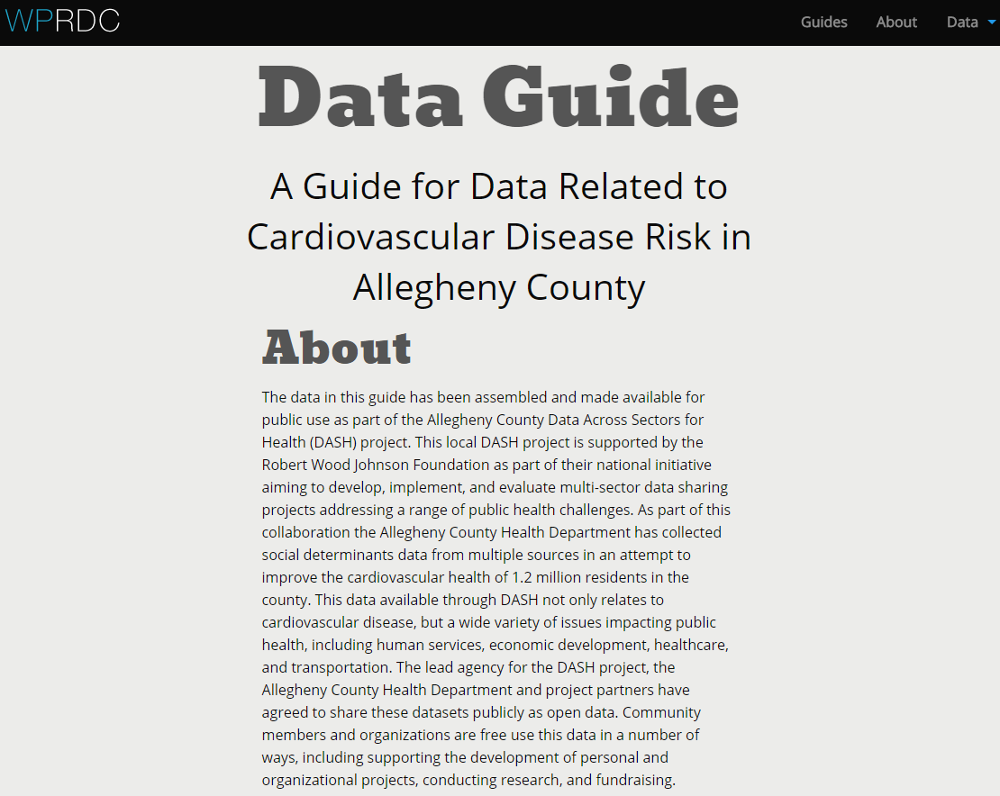 WPRDC
Guides About Data
Data Guide
A Guide for Data Related to
Cardiovascular Disease Risk in
Allegheny County
About
The data in this guide has been assembled and made available for
public use as part of the Allegheny County Data Across Sectors for
Health (DASH) project. This local DASH project is supported by the
Robert Wood Johnson Foundation as part of their national initiative
aiming to develop, implement, and evaluate multi-sector data sharing
projects addressing a range of public health challenges. As part of this
collaboration the Allegheny County Health Department has collected
social determinants data from multiple sources in an attempt to
improve the cardiovascular health of 1.2 million residents in the
county. This data available through DASH not only relates to
cardiovascular disease, but a wide variety of issues impacting public
health, including human services, economic development, healthcare,
and transportation. The lead agency for the DASH project, the
Allegheny County Health Department and project partners have
agreed to share these datasets publicly as open data. Community
members and organizations are free use this data in a number of
ways, including supporting the development of personal and
organizational projects, conducting research, and fundraising.